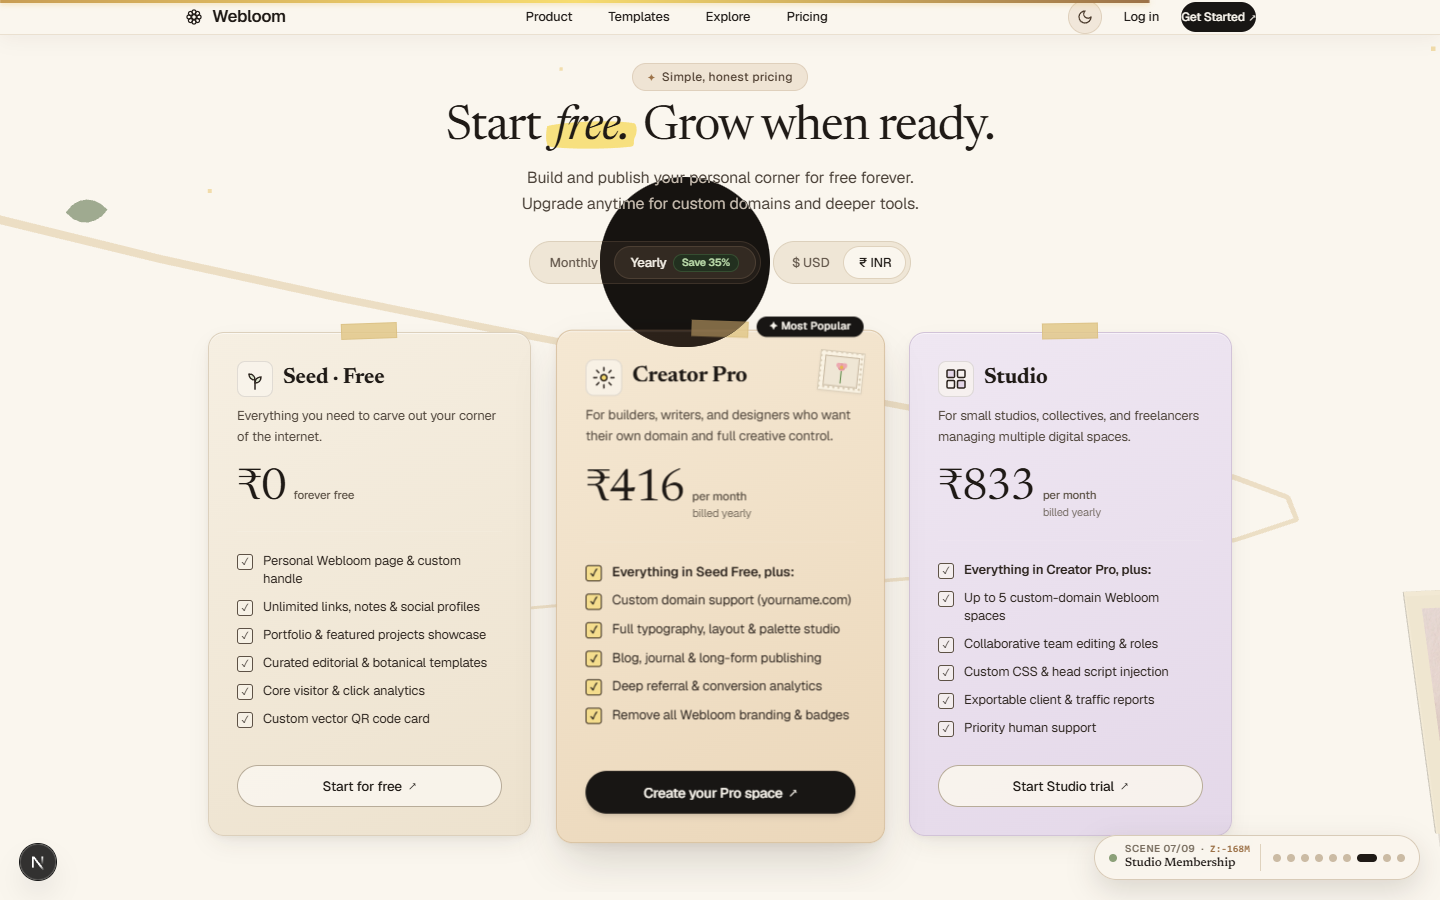 Webloom
Product Templates Explore Pricing
Log in Get Started ↗
✦ Simple, honest pricing
Start free. Grow when ready.
Build and publish your personal corner for free forever.
Upgrade anytime for custom domains and deeper tools.
Monthly Yearly Save 35% $ USD ₹ INR
Seed · Free
Everything you need to carve out your corner
of the internet.
₹0 forever free
✓ Personal Webloom page & custom
handle
✓ Unlimited links, notes & social profiles
✓ Portfolio & featured projects showcase
✓ Curated editorial & botanical templates
✓ Core visitor & click analytics
✓ Custom vector QR code card
Start for free ↗
✦ Most Popular
Creator Pro
For builders, writers, and designers who want
their own domain and full creative control.
₹416 per month
billed yearly
✓ Everything in Seed Free, plus:
✓ Custom domain support (yourname.com)
✓ Full typography, layout & palette studio
✓ Blog, journal & long-form publishing
✓ Deep referral & conversion analytics
✓ Remove all Webloom branding & badges
Create your Pro space ↗
Studio
For small studios, collectives, and freelancers
managing multiple digital spaces.
₹833 per month
billed yearly
✓ Everything in Creator Pro, plus:
✓ Up to 5 custom-domain Webloom
spaces
✓ Collaborative team editing & roles
✓ Custom CSS & head script injection
✓ Exportable client & traffic reports
✓ Priority human support
Start Studio trial ↗
N
SCENE 07/09 · Z:-168M
Studio Membership